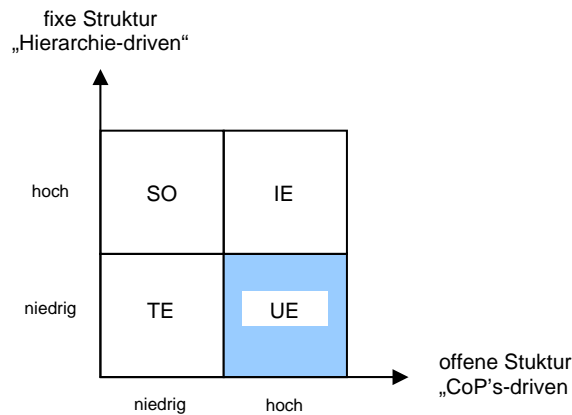 fixe Struktur
„Hierarchie-driven“
hoch
SO
IE
niedrig
TE
UE
offene Stuktur
„CoP's-driven
niedrig
hoch